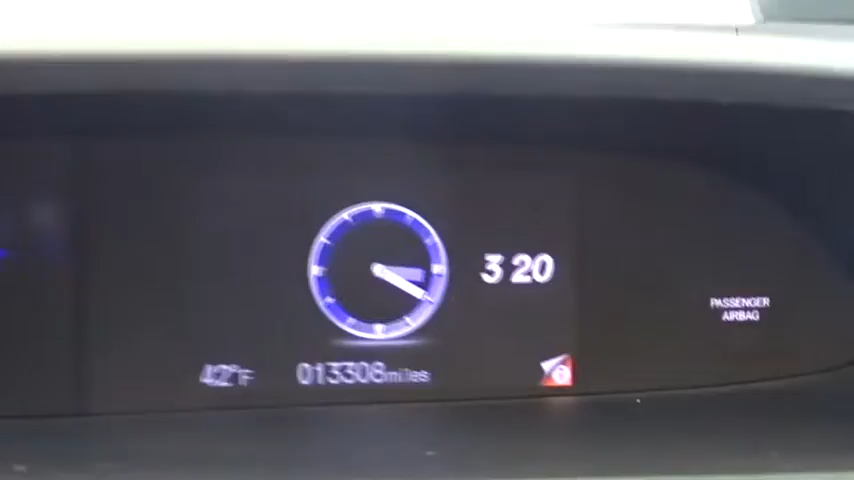 3 20
PASSENGER
AIRBAG
42°F
013308miles